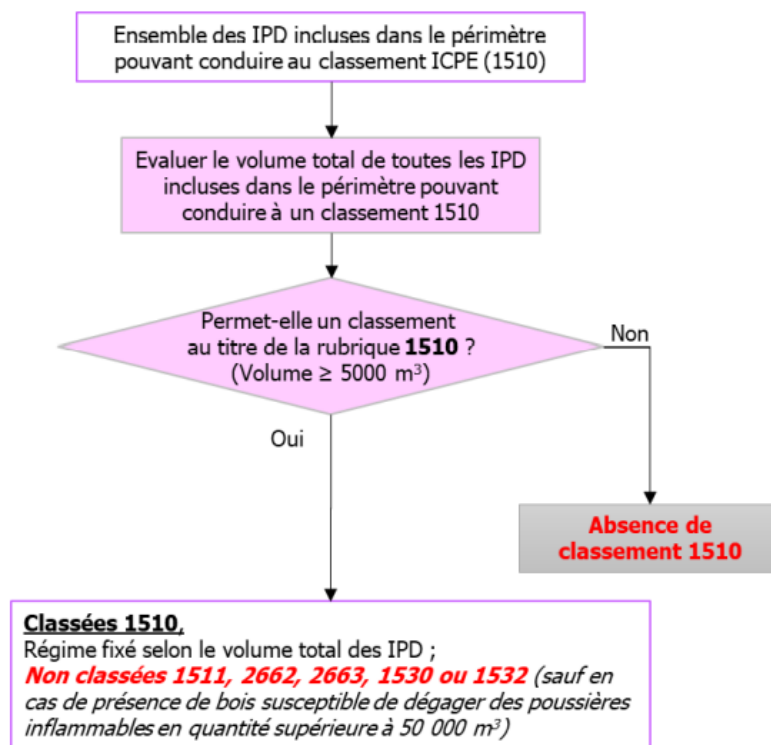 Ensemble des IPD incluses dans le périmètre
pouvant conduire au classement ICPE (1510)
Evaluer le volume total de toutes les IPD
incluses dans le périmètre pouvant
conduire à un classement 1510
Permet-elle un classement
au titre de la rubrique 1510 ?
(Volume ≥ 5000 m³)
Non
Oui
Absence de
classement 1510
Classées 1510,
Régime fixé selon le volume total des IPD ;
Non classées 1511, 2662, 2663, 1530 ou 1532 (sauf en
cas de présence de bois susceptible de dégager des poussières
inflammables en quantité supérieure à 50 000 m³)